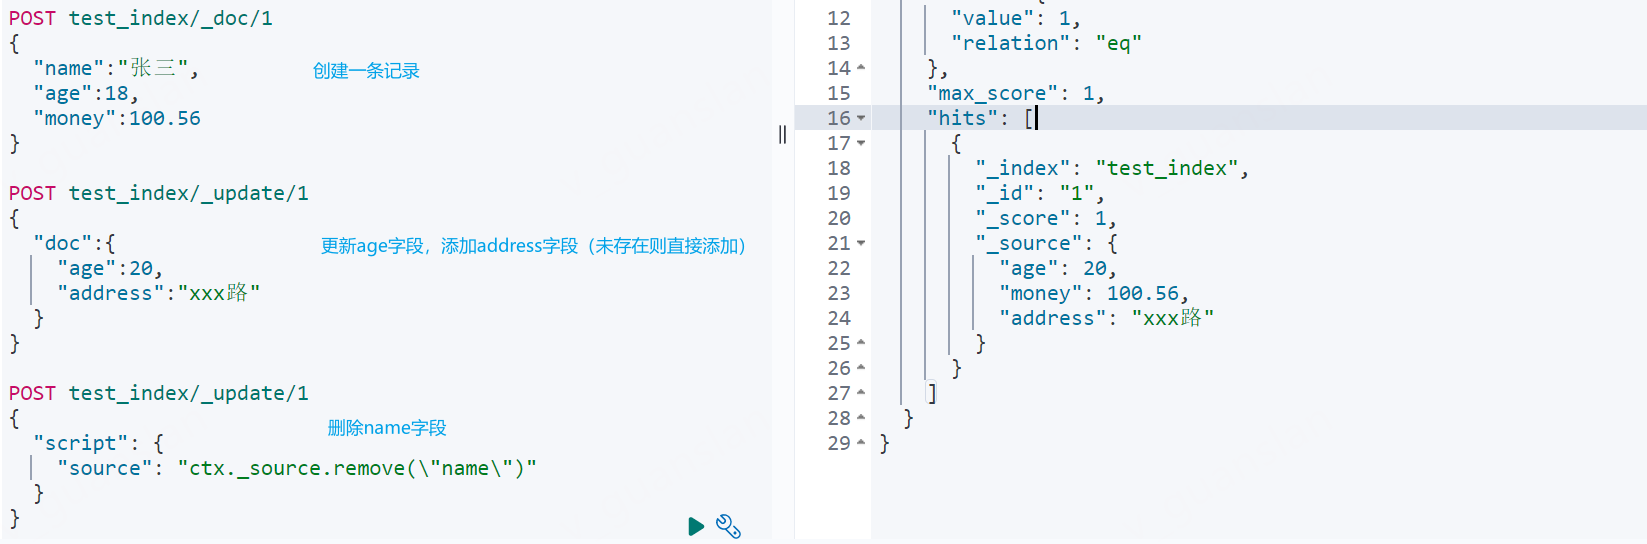 POST test_index/_doc/1
{
"name":"张三",
创建一条记录
"age":18,
"money":100.56
}
POST test_index/_update/1
{
"doc":{
更新age字段，添加address字段（未存在则直接添加）
"age":20,
"address":"xxx路"
}
}
POST test_index/_update/1
{
删除name字段
"script": {
"source": "ctx._source.remove(\"name\")"
}
}
12 "value": 1,
13 "relation": "eq"
14 },
15 "max_score": 1,
16 "hits": [
17 {
18 "_index": "test_index",
19 "_id": "1",
20 "_score": 1,
21 "_source": {
22 "age": 20,
23 "money": 100.56,
24 "address": "xxx路"
25 }
26 }
27 ]
28 }
29 }